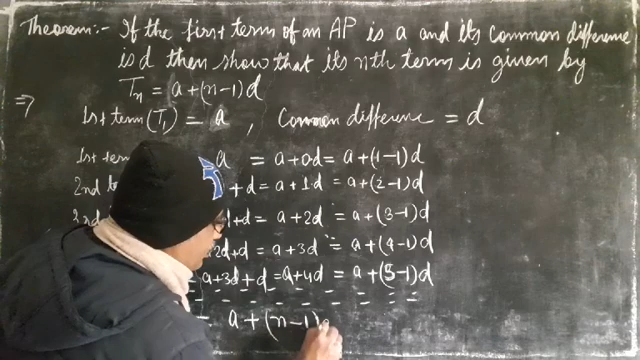 Theorem:- If the first term of an AP is a and its common difference
is d then show that its nth term is given by
Tn = a+(n-1)d
⇒ 1st term (T1) = a , Common difference = d
1st a = a+0d = a+(1-1)d
2nd + d = a+1d = a+(2-1)d
+d = a+2d = a+(3-1)d
+2d+d = a+3d = a+(4-1)d
= a+3d+d = a+4d = a+(5-1)d
= a+(n-1)